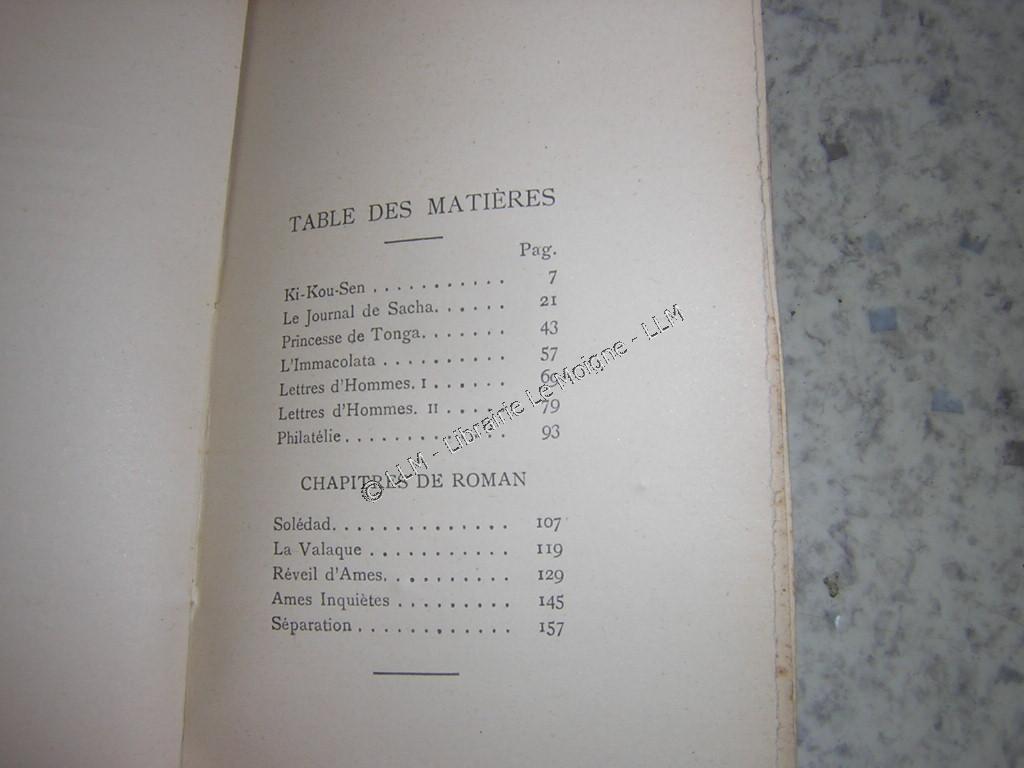 TABLE DES MATIÈRES
Pag.
Ki-Kou-Sen . . . . . . . . . . . 7
Le Journal de Sacha. . . . . . 21
Princesse de Tonga. . . . . . . 43
L'Immacolata . . . . . . . . . . 57
Lettres d'Hommes. I . . . . . . 69
Lettres d'Hommes. II . . . . . 79
Philatélie . . . . . . . . . . . . . 93
CHAPITRES DE ROMAN
Solédad. . . . . . . . . . . . . . 107
La Valaque . . . . . . . . . . . 119
Réveil d'Ames. . . . . . . . . . 129
Ames Inquiètes . . . . . . . . . 145
Séparation . . . . . . . . . . . . 157
© LLM - Librairie Le Moigne - LLM